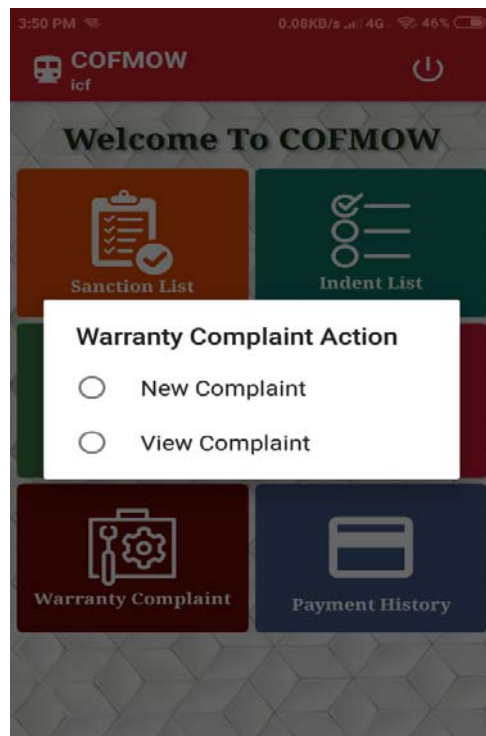 3:50 PM
0.08KB/s 4G 46%
COFMOW
icf
Welcome To COFMOW
Sanction List
Indent List
Warranty Complaint Action
New Complaint
View Complaint
Warranty Complaint
Payment History